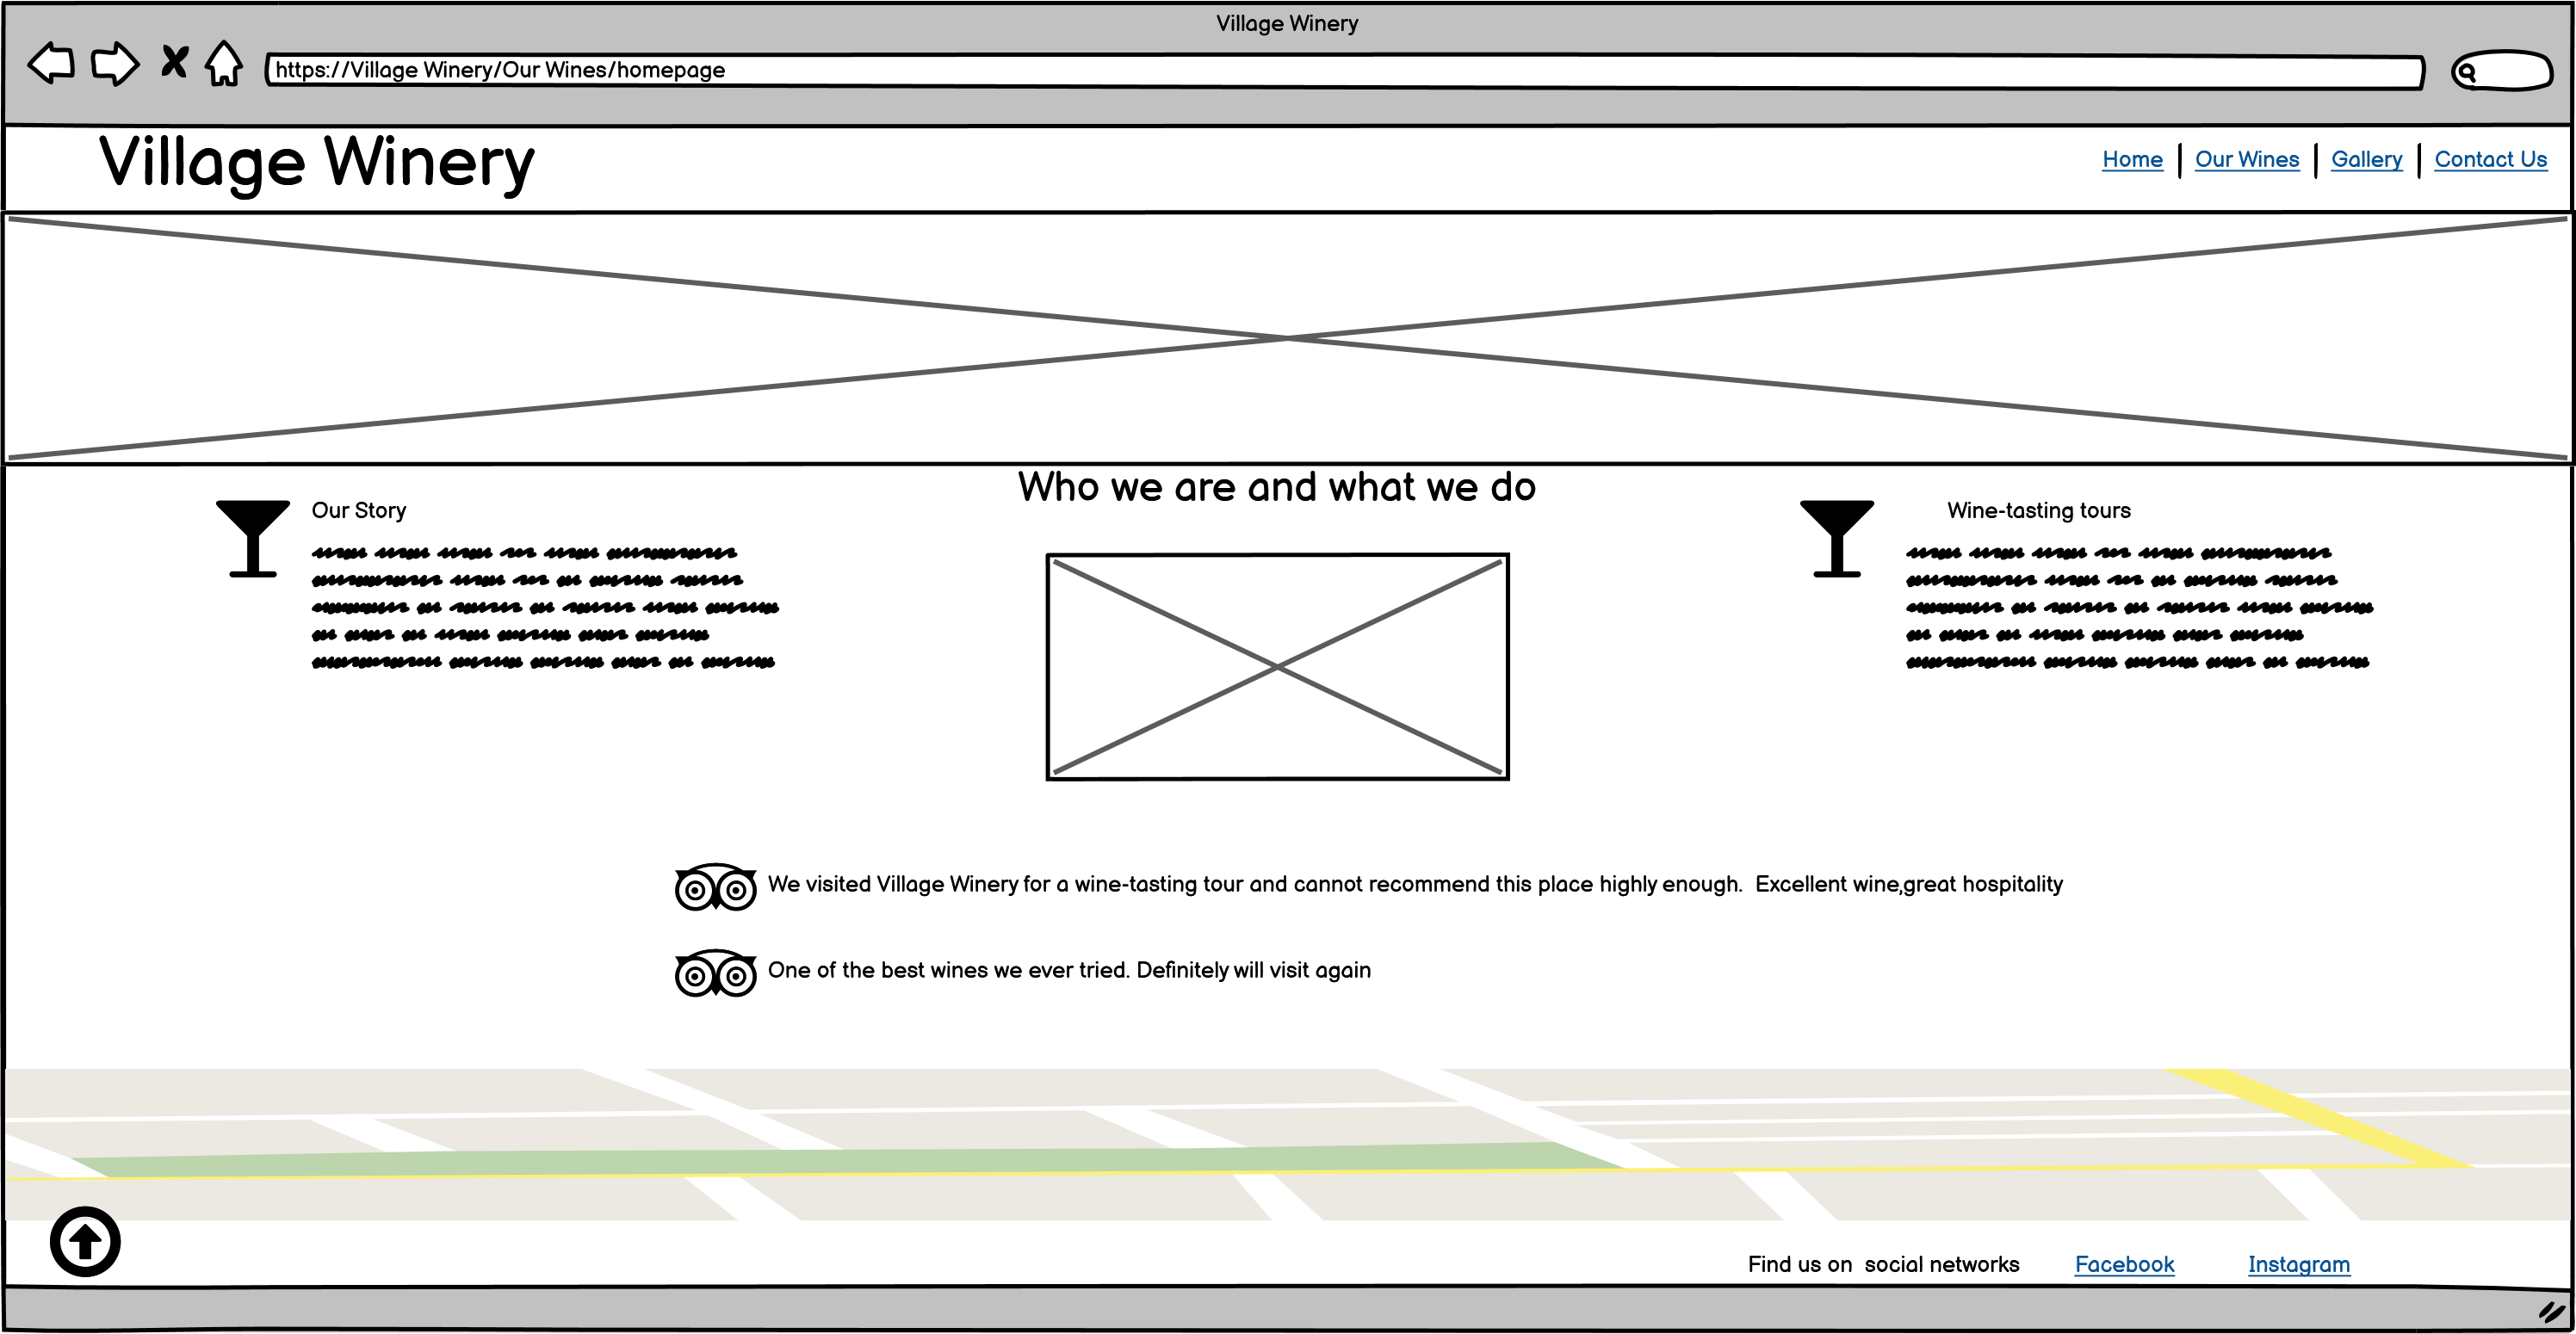 Village Winery
https://Village Winery/Our Wines/homepage
Village Winery
Home
Our Wines
Gallery
Contact Us
Who we are and what we do
Our Story
Wine-tasting tours
We visited Village Winery for a wine-tasting tour and cannot recommend this place highly enough.  Excellent wine,great hospitality
One of the best wines we ever tried. Definitely will visit again
Find us on  social networks
Facebook
Instagram